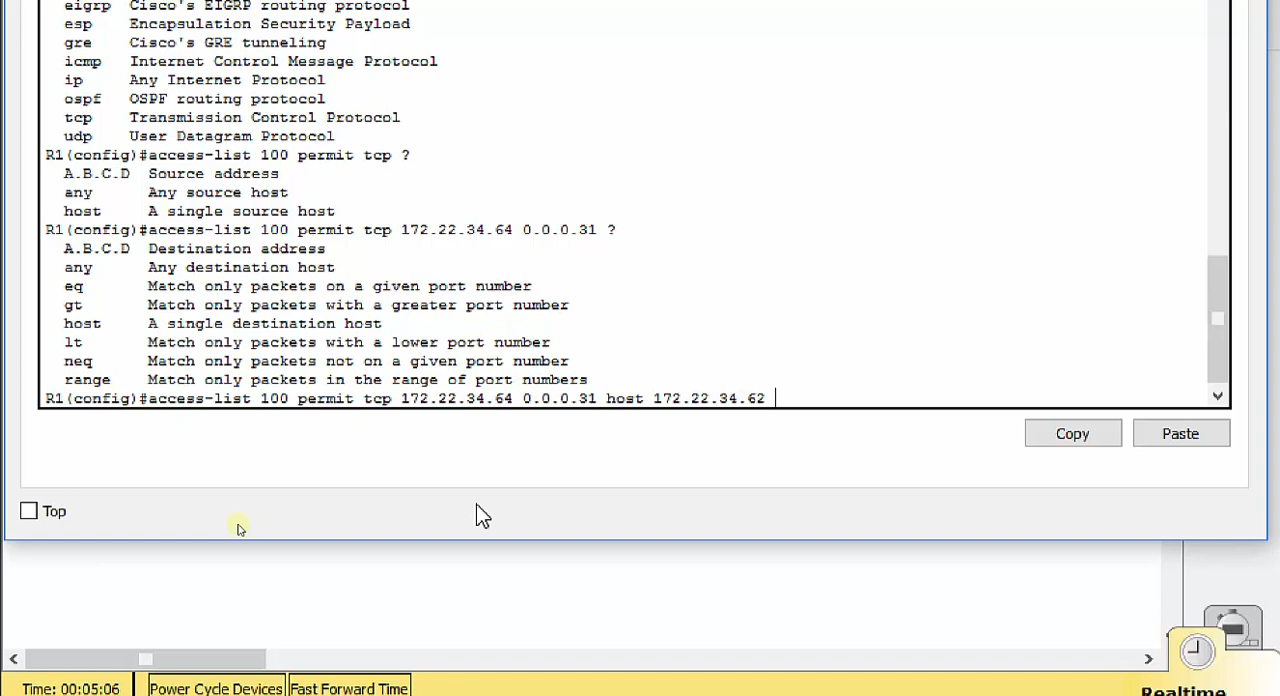 eigrp Cisco's EIGRP routing protocol
esp Encapsulation Security Payload
gre Cisco's GRE tunneling
icmp Internet Control Message Protocol
ip Any Internet Protocol
ospf OSPF routing protocol
tcp Transmission Control Protocol
udp User Datagram Protocol
R1(config)#access-list 100 permit tcp ?
A.B.C.D Source address
any Any source host
host A single source host
R1(config)#access-list 100 permit tcp 172.22.34.64 0.0.0.31 ?
A.B.C.D Destination address
any Any destination host
eq Match only packets on a given port number
gt Match only packets with a greater port number
host A single destination host
lt Match only packets with a lower port number
neq Match only packets not on a given port number
range Match only packets in the range of port numbers
R1(config)#access-list 100 permit tcp 172.22.34.64 0.0.0.31 host 172.22.34.62
Copy Paste
Top
Time: 00:05:06 Power Cycle Devices Fast Forward Time
Realtime